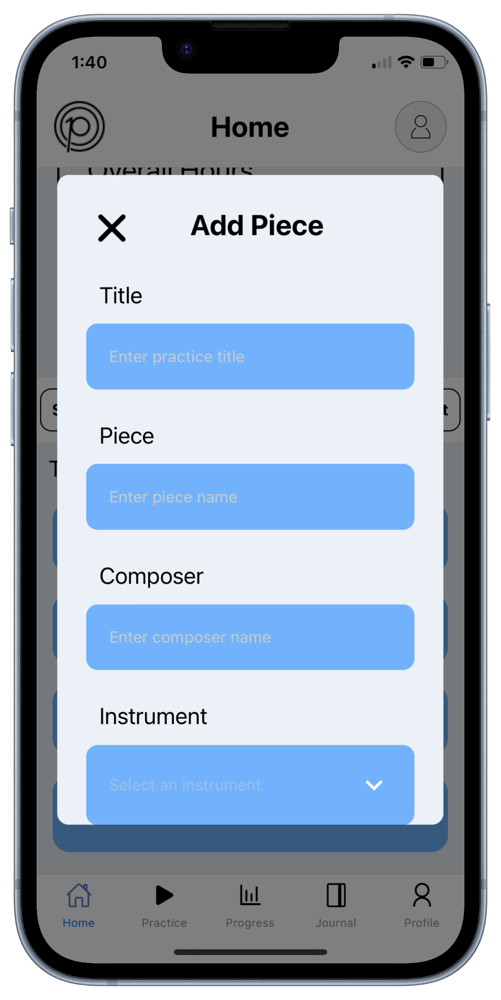 1:40
Home
Overall Hours
Add Piece
Title
Enter practice title
Piece
Enter piece name
Composer
Enter composer name
Instrument
Select an instrument
Home
Practice
Progress
Journal
Profile